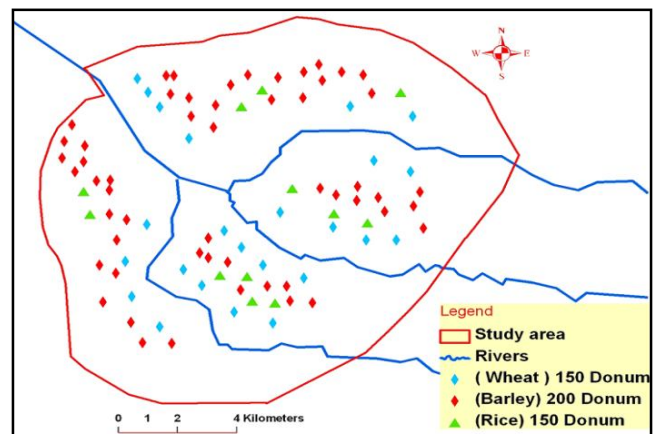 N
W E
S
Legend
Study area
Rivers
( Wheat ) 150 Donum
(Barley) 200 Donum
(Rice) 150 Donum
0 1 2 4 Kilometers